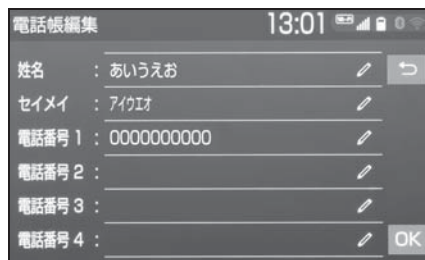 電話帳編集 13:01
姓名 : あいうえお
セイメイ : アイウエオ
電話番号 1 : 0000000000
電話番号 2 :
電話番号 3 :
電話番号 4 :
OK